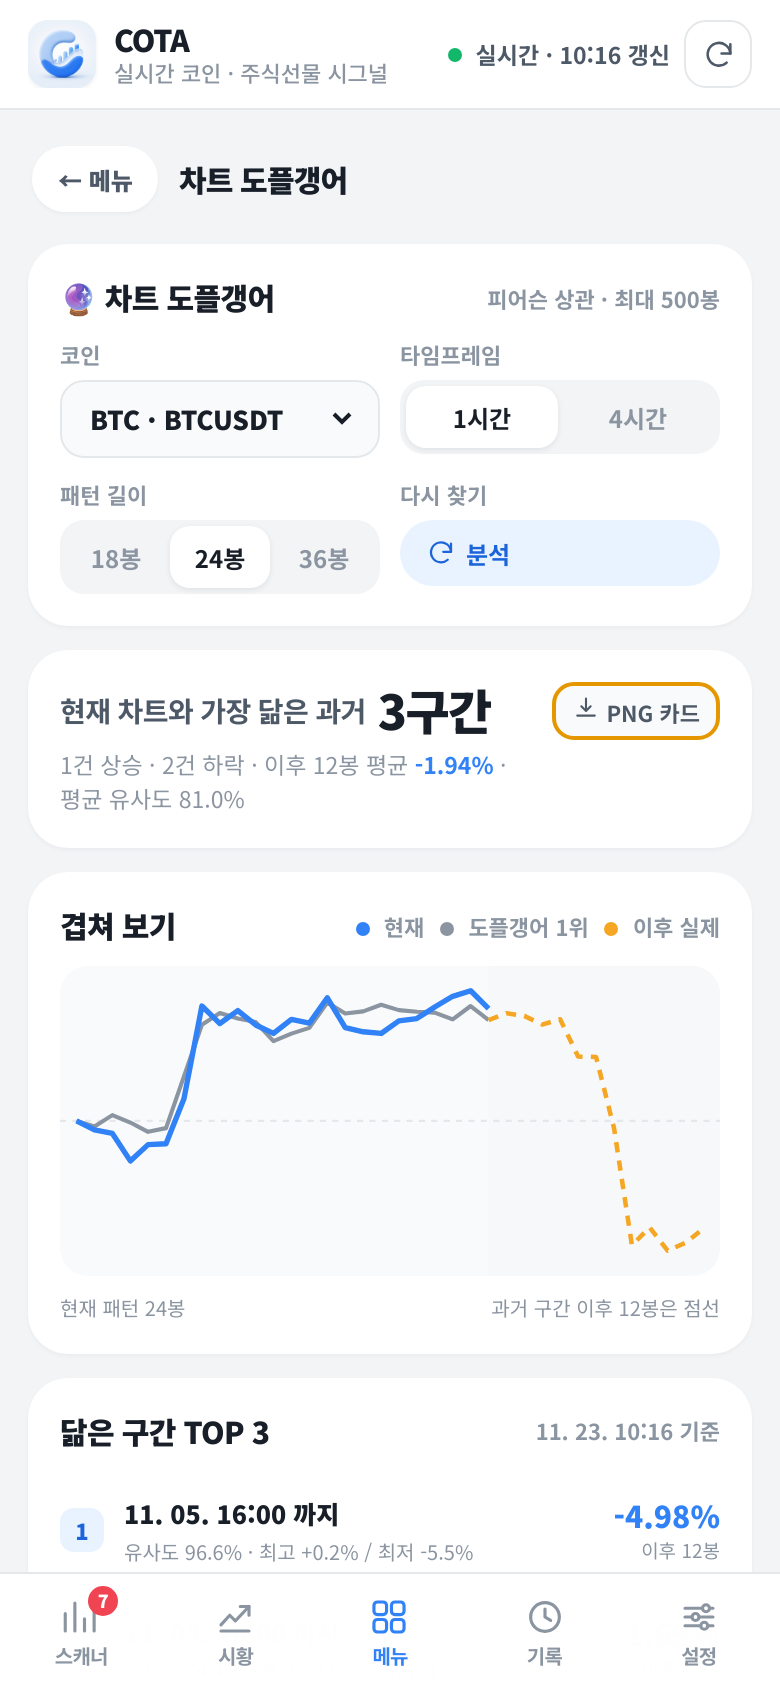 COTA
실시간 코인 · 주식선물 시그널
실시간 · 10:16 갱신
← 메뉴
차트 도플갱어
🔮 차트 도플갱어
피어슨 상관 · 최대 500봉
코인
타임프레임
BTC · BTCUSDT
1시간
4시간
패턴 길이
다시 찾기
18봉
24봉
36봉
분석
현재 차트와 가장 닮은 과거 3구간
PNG 카드
1건 상승 · 2건 하락 · 이후 12봉 평균 -1.94% ·
평균 유사도 81.0%
겹쳐 보기
현재
도플갱어 1위
이후 실제
현재 패턴 24봉
과거 구간 이후 12봉은 점선
닮은 구간 TOP 3
11. 23. 10:16 기준
1
11. 05. 16:00 까지
-4.98%
유사도 96.6% · 최고 +0.2% / 최저 -5.5%
이후 12봉
7
스캐너
시황
메뉴
기록
설정